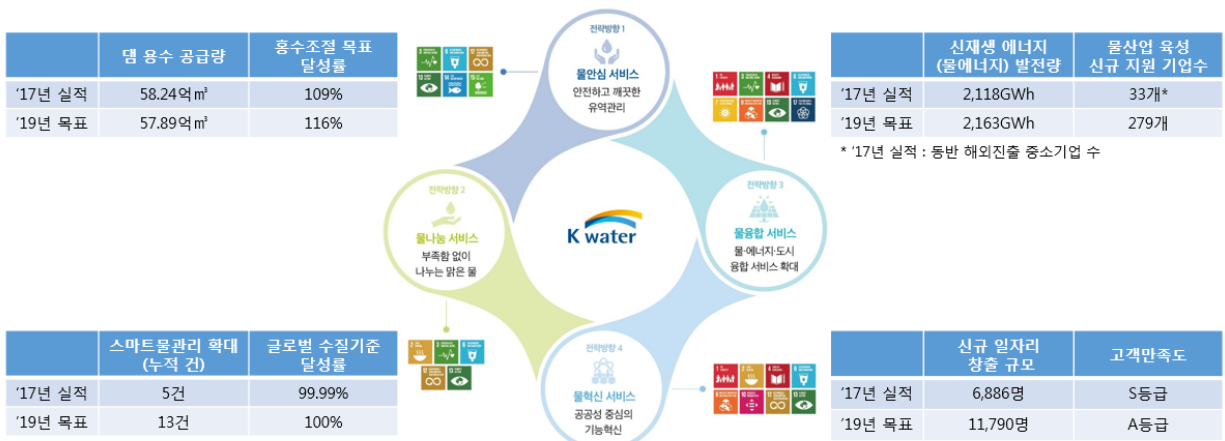 댐 용수 공급량
홍수조절 목표
달성률
‘17년 실적
58.24억㎥
109%
‘19년 목표
57.89억㎥
116%
전략방향 1
물안심 서비스
안전하고 깨끗한
유역관리
신재생 에너지
(물에너지) 발전량
물산업 육성
신규 지원 기업수
‘17년 실적
2,118GWh
33개*
‘19년 목표
2,163GWh
279개
* ’17년 실적 : 동반 해외진출 중소기업 수
전략방향 2
물나눔 서비스
부족함 없이
나누는 맑은 물
K water
전략방향 3
물융합 서비스
물·에너지·도시
융합 서비스 확대
스마트물관리 확대
(누적 건)
글로벌 수질기준
달성률
‘17년 실적
5건
99.99%
‘19년 목표
13건
100%
전략방향 4
물혁신 서비스
공공성 중심의
기능혁신
신규 일자리
창출 규모
고객만족도
‘17년 실적
6,886명
S등급
‘19년 목표
11,790명
A등급